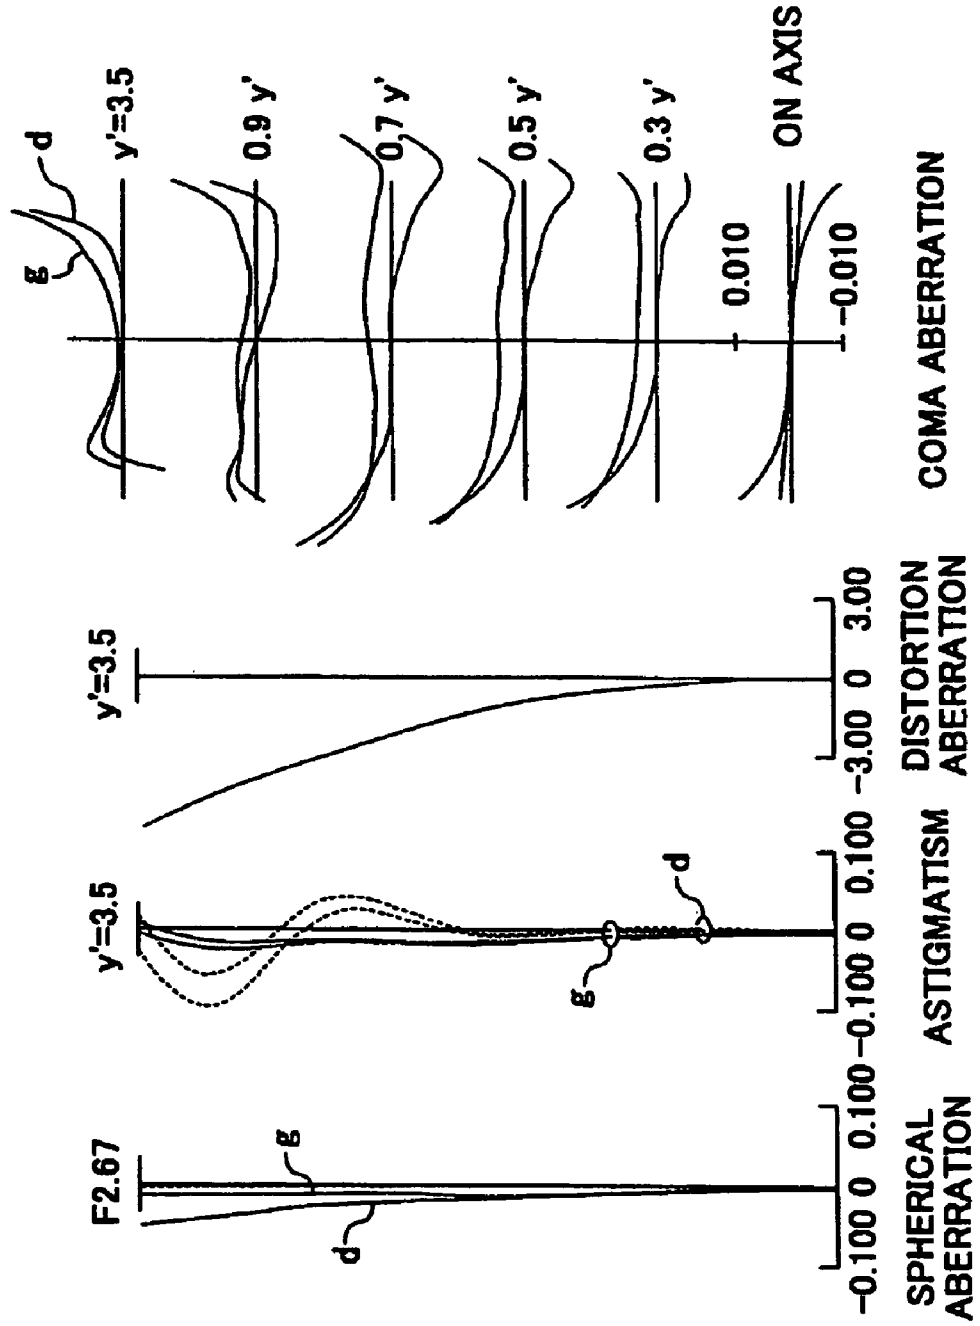 F2.67
g
d
-0.100 0 0.100
SPHERICAL
ABERRATION
y'=3.5
g
d
-0.100 0 0.100
ASTIGMATISM
y'=3.5
-3.00 0 3.00
DISTORTION
ABERRATION
g
d
y'=3.5
0.9 y'
0,7 y'
0.5 y'
0.3 y'
0.010
ON AXIS
-0.010
COMA ABERRATION